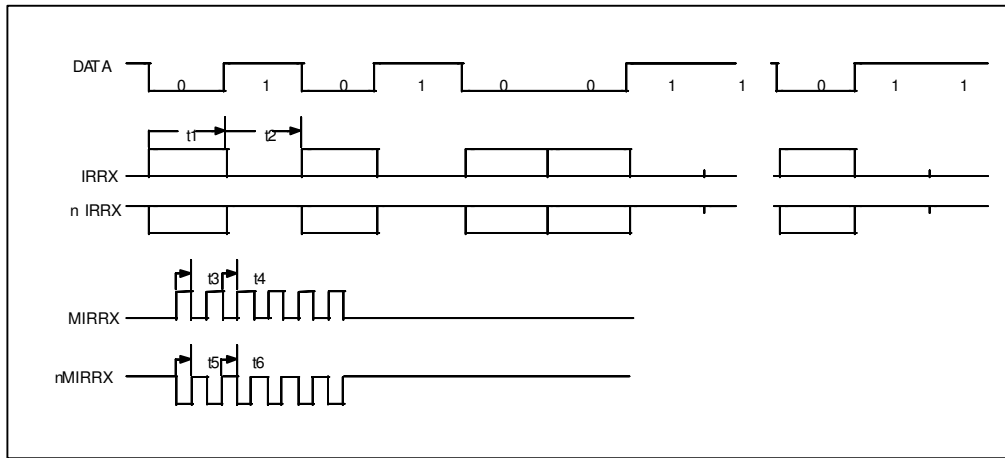 DATA
0 1 0 1 0 0 1 1 0 1 1
t1 t2
IRRX
n IRRX
t3 t4
MIRRX
t5 t6
nMIRRX